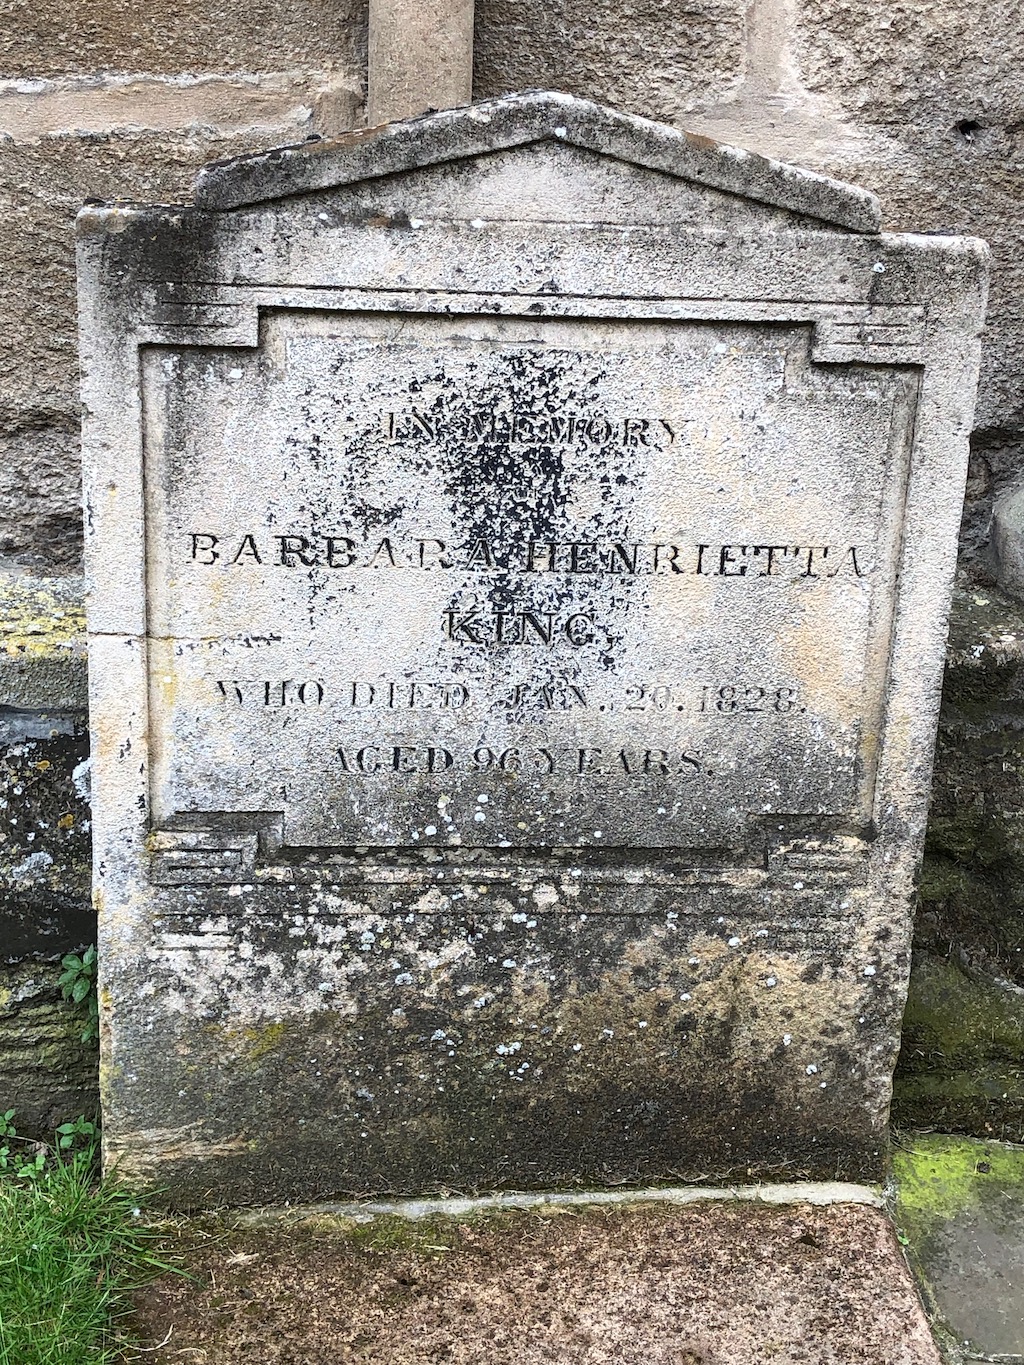 IN MEMORY
BARBARA HENRIETTA
KING,
WHO DIED JAN. 20. 1828.
AGED 96 YEARS.